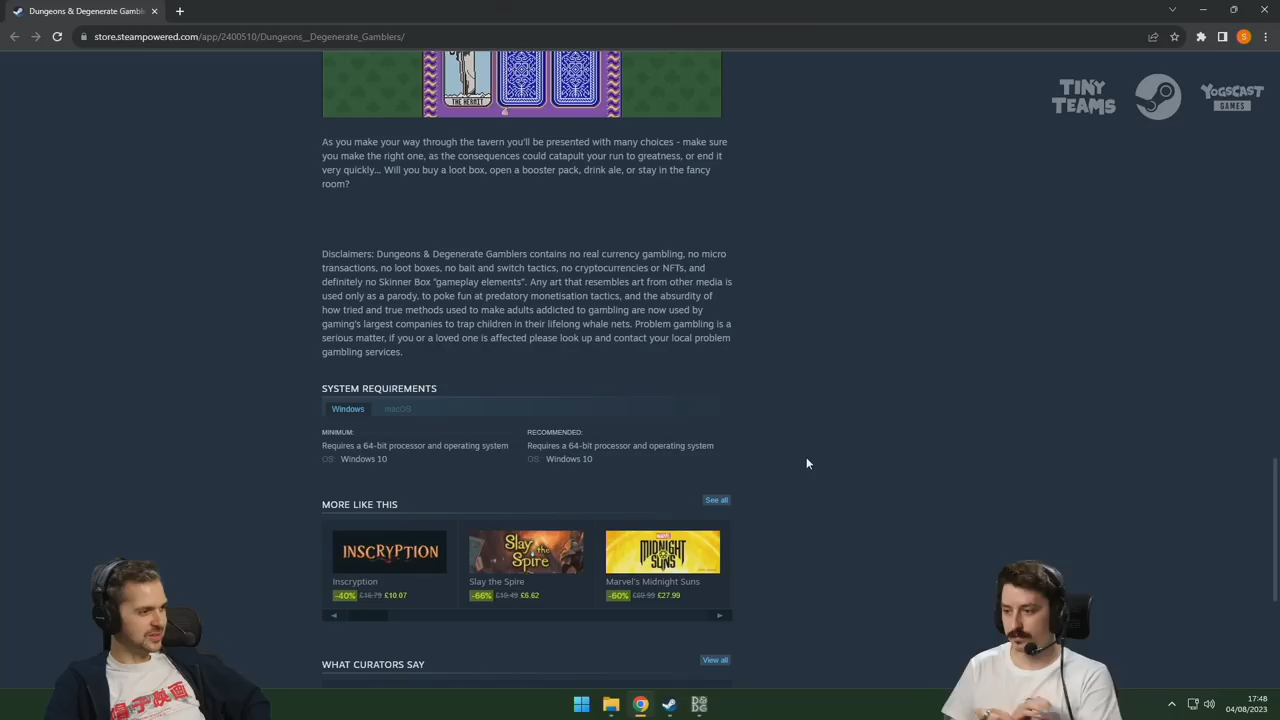 Dungeons & Degenerate Gambl
store.steampowered.com/app/2400510/Dungeons__Degenerate_Gamblers/
S
TINY TEAMS
YOGSCAST GAMES
THE HERMIT
As you make your way through the tavern you'll be presented with many choices - make sure
you make the right one, as the consequences could catapult your run to greatness, or end it
very quickly... Will you buy a loot box, open a booster pack, drink ale, or stay in the fancy
room?
Disclaimers: Dungeons & Degenerate Gamblers contains no real currency gambling, no micro
transactions, no loot boxes, no bait and switch tactics, no cryptocurrencies or NFTs, and
definitely no Skinner Box "gameplay elements". Any art that resembles art from other media is
used only as a parody, to poke fun at predatory monetisation tactics, and the absurdity of
how tried and true methods used to make adults addicted to gambling are now used by
gaming's largest companies to trap children in their lifelong whale nets. Problem gambling is a
serious matter, if you or a loved one is affected please look up and contact your local problem
gambling services.
SYSTEM REQUIREMENTS
Windows macOS
MINIMUM: RECOMMENDED:
Requires a 64-bit processor and operating system Requires a 64-bit processor and operating system
OS: Windows 10 OS: Windows 10
MORE LIKE THIS See all
INSCRYPTION Slay the Spire MARVEL MIDNIGHT SUNS
Inscryption Slay the Spire Marvel's Midnight Suns
-40% £16.79 £10.07 -66% £19.49 £6.62 -60% £69.99 £27.99
WHAT CURATORS SAY View all
D&DG
17:48
04/08/2023